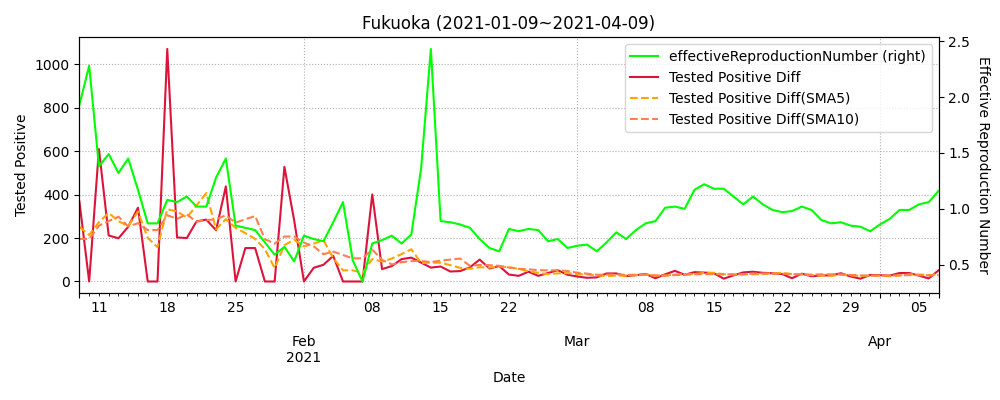 Fukuoka (2021-01-09~2021-04-09)
effectiveReproductionNumber (right)
Tested Positive Diff
Tested Positive Diff(SMA5)
Tested Positive Diff(SMA10)
Tested Positive
1000
800
600
400
200
0
2.5
2.0
1.5
1.0
0.5
Effective Reproduction Number
11 18 25 08 15 22 08 15 22 29 05
Feb Mar Apr
2021
Date